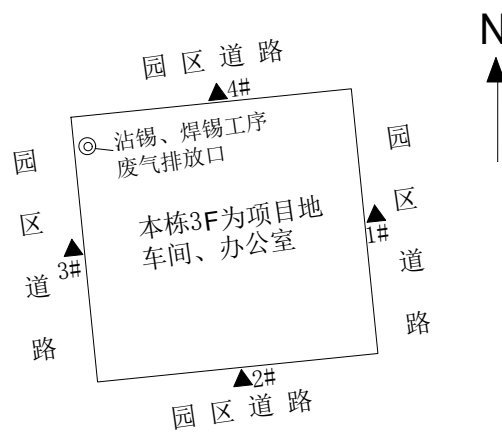 N
园区道路
▲4#
沾锡、焊锡工序
废气排放口
园区道路
本栋3F为项目地
车间、办公室
园区道路
▲1#
▲3#
▲2#
园区道路